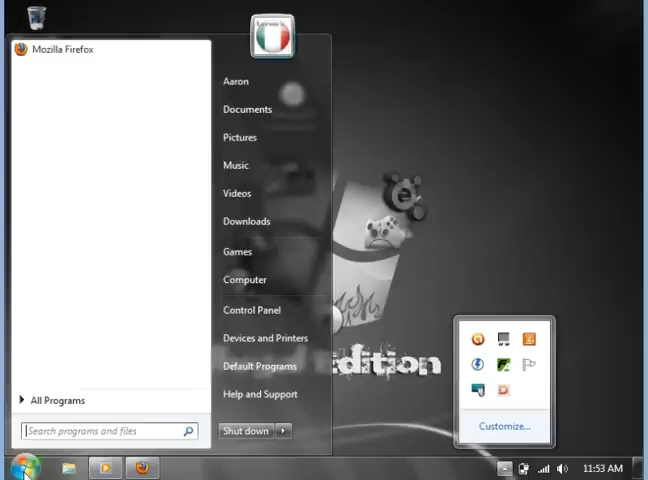 Mozilla Firefox
Aaron
Documents
Pictures
Music
Videos
Downloads
Games
Computer
Control Panel
Devices and Printers
Default Programs
Help and Support
All Programs
Search programs and files
Shut down
Edition
Customize...
11:53 AM